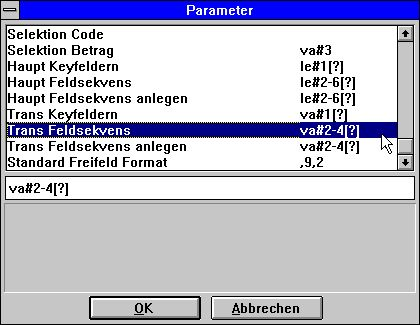 Parameter
Selektion Code
Selektion Betrag va#3
Haupt Keyfeldern le#1[?]
Haupt Feldsekvens le#2-6[?]
Haupt Feldsekvens anlegen le#2-6[?]
Trans Keyfeldern va#1[?]
Trans Feldsekvens va#2-4[?]
Trans Feldsekvens anlegen va#2-4[?]
Standard Freifeld Format ,9,2
va#2-4[?]
OK Abbrechen